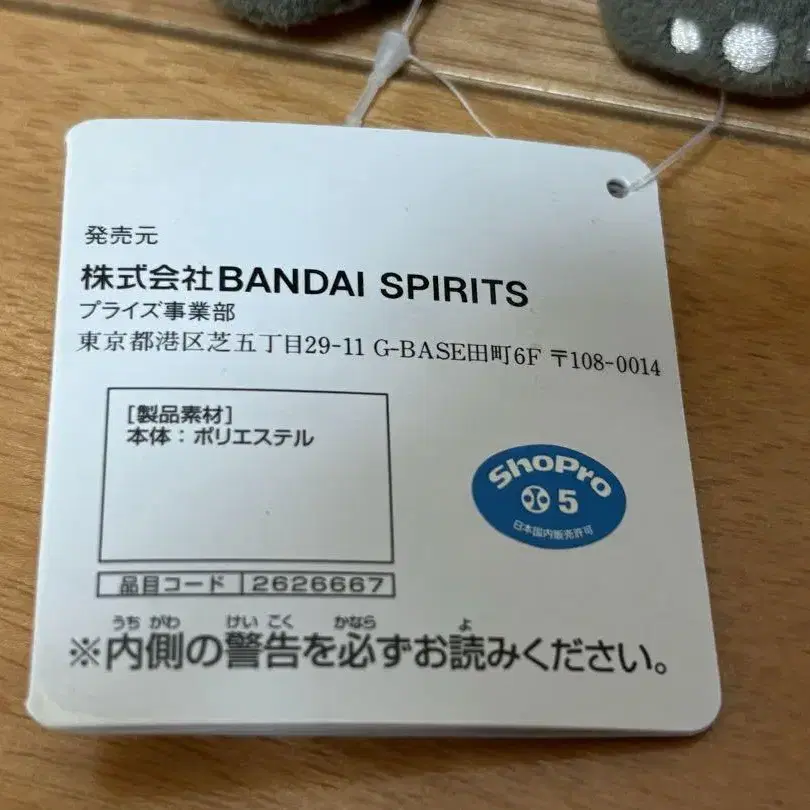 発売元
株式会社BANDAI SPIRITS
プライズ事業部
東京都港区芝五丁目29-11 G-BASE田町6F 〒108-0014
[製品素材]
本体：ポリエステル
ShoPro
5
日本国内販売許可
品目コード 2626667
うち がわ けい こく かなら よ
※内側の警告を必ずお読みください。